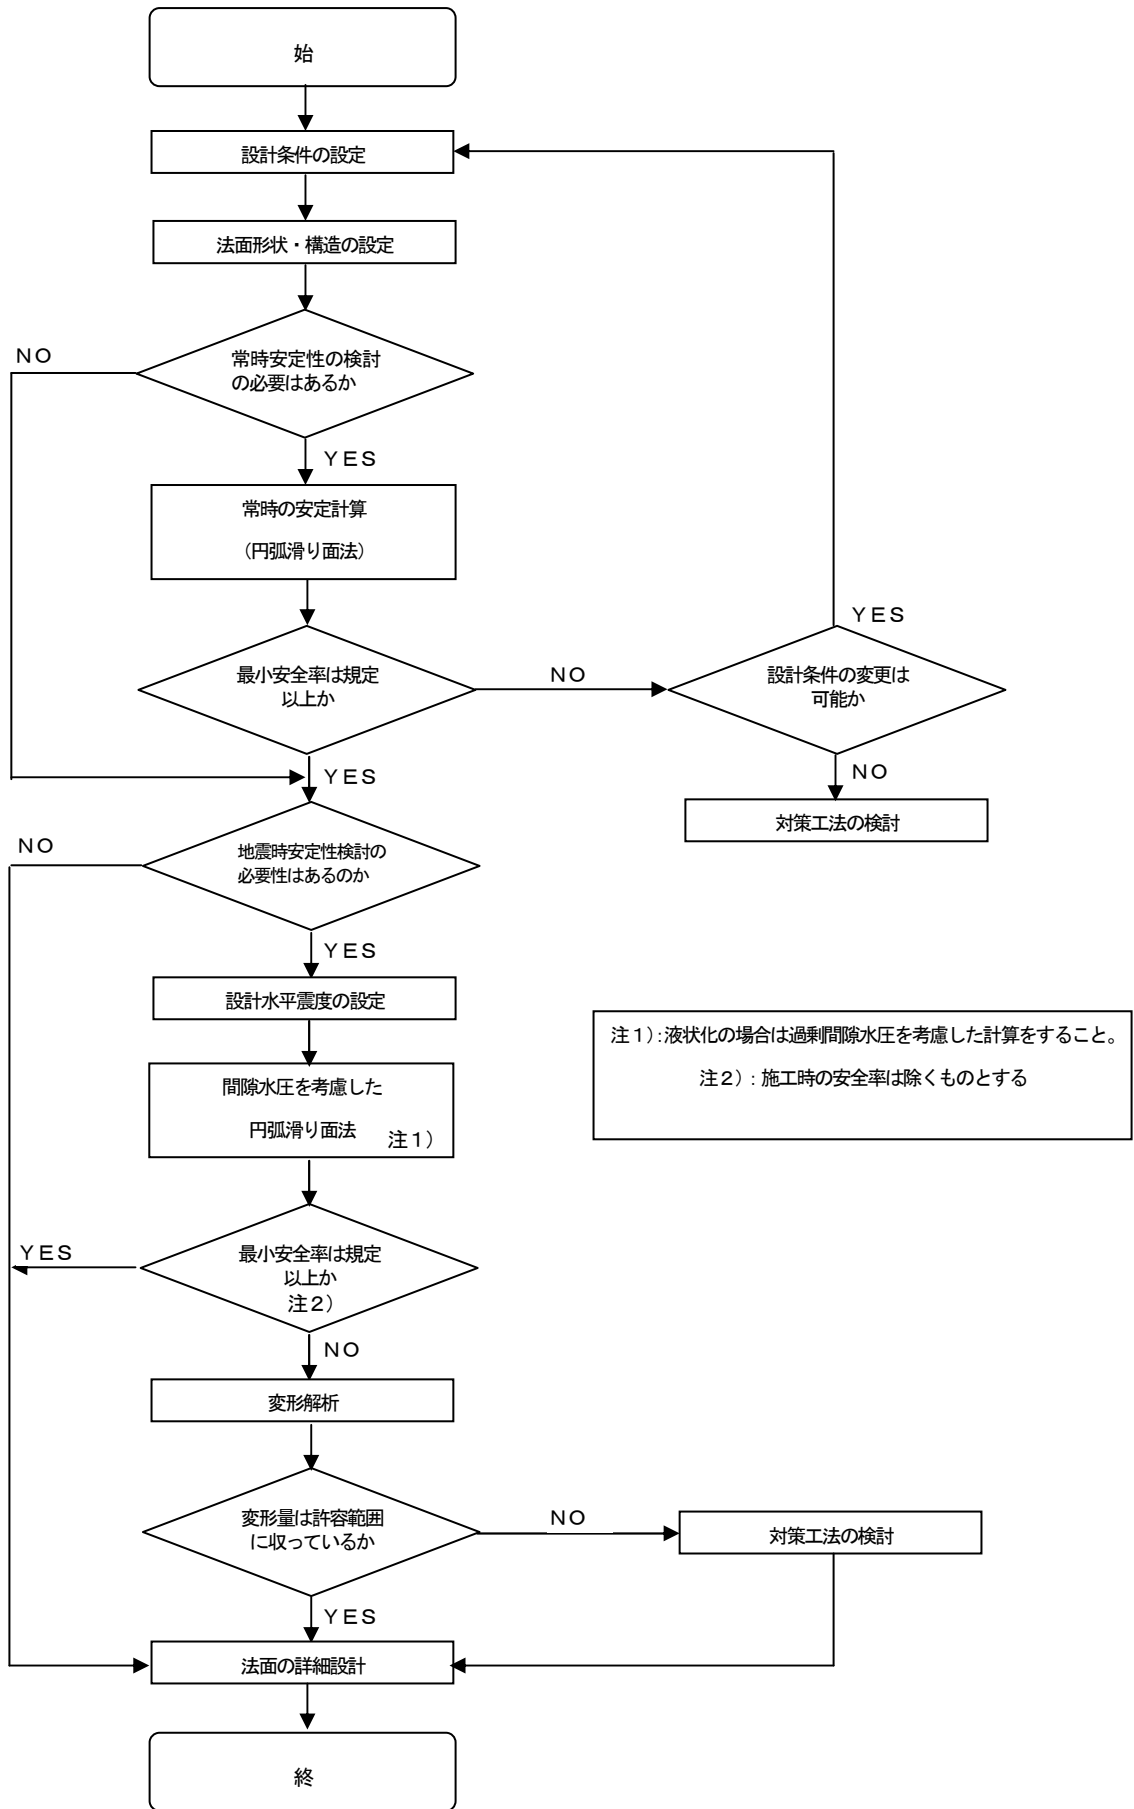 始
設計条件の設定
法面形状・構造の設定
NO
常時安定性の検討
の必要はあるか
YES
常時の安定計算
（円弧滑り面法）
最小安全率は規定
以上か
NO
YES
設計条件の変更は
可能か
YES
NO
対策工法の検討
NO
地震時安定性検討の
必要性はあるのか
YES
設計水平震度の設定
間隙水圧を考慮した
円弧滑り面法 注１）
注１）：液状化の場合は過剰間隙水圧を考慮した計算をすること。
注２）：施工時の安全率は除くものとする
YES
最小安全率は規定
以上か
注２）
NO
変形解析
変形量は許容範囲
に収っているか
NO
対策工法の検討
YES
法面の詳細設計
終